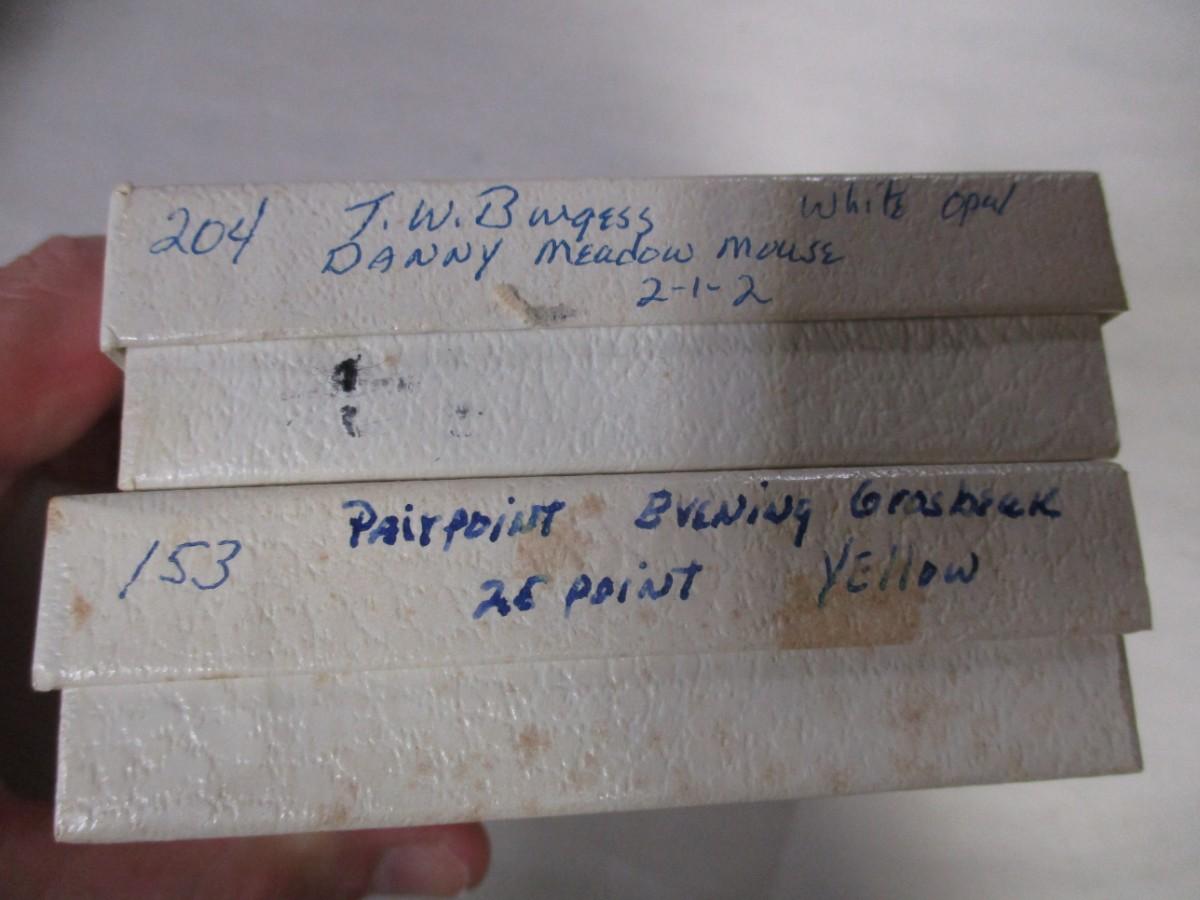 204 T.W. Burgess White Opal
DANNY Meadow Mouse
2-1-2
Pairpoint Evening Grosbeak
153 25 point Yellow